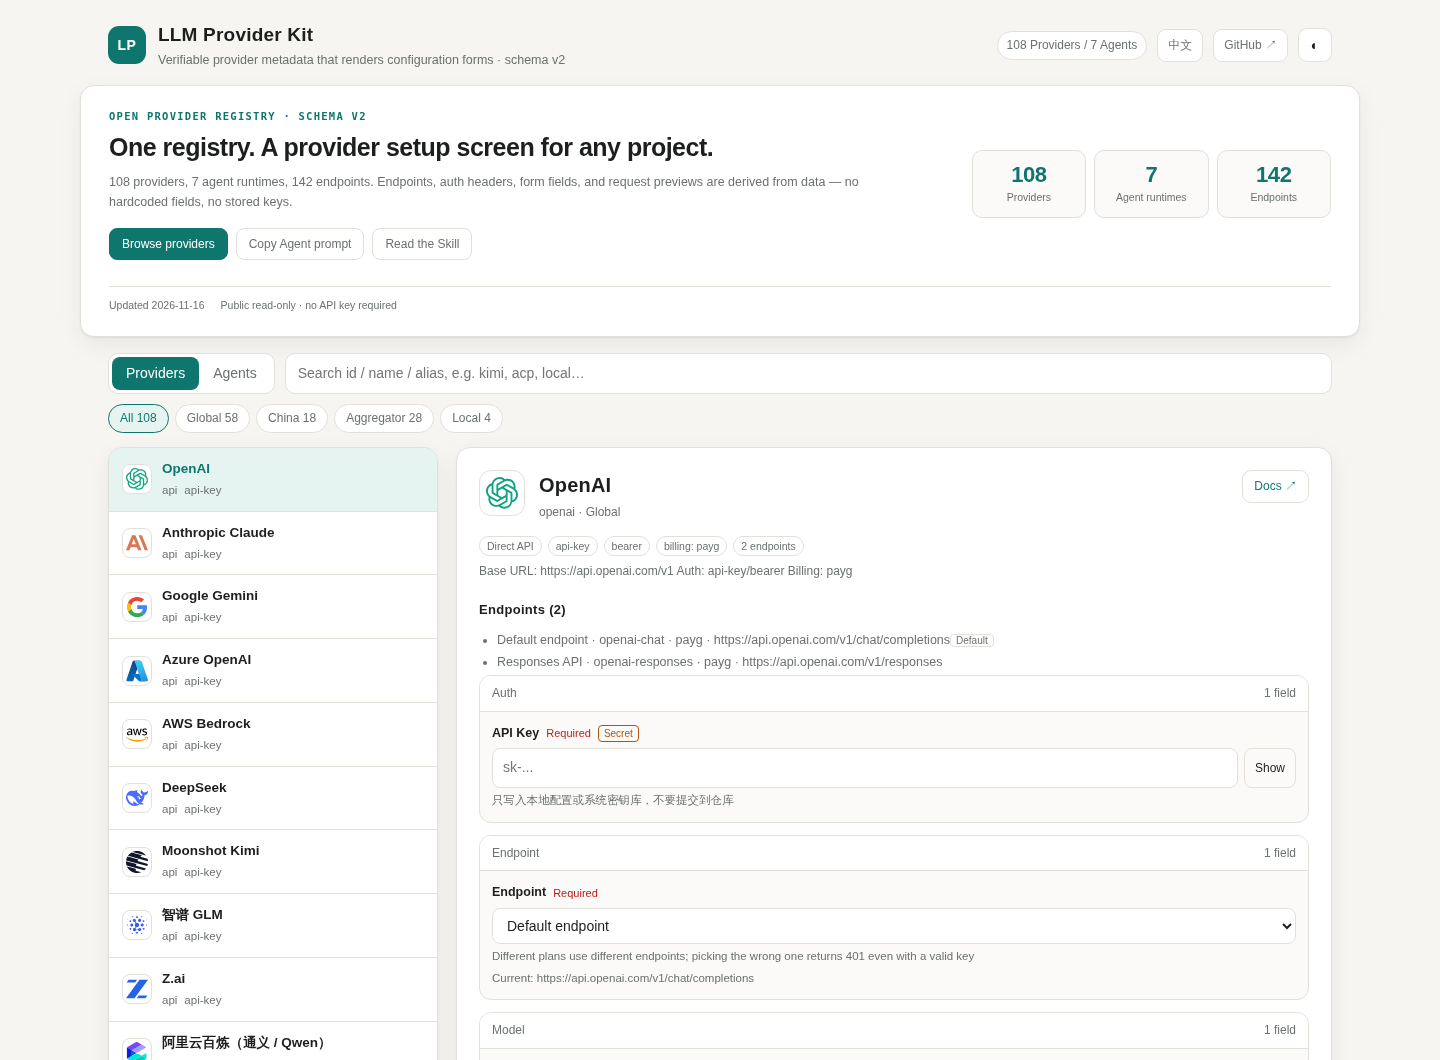 LP
LLM Provider Kit
Verifiable provider metadata that renders configuration forms · schema v2
108 Providers / 7 Agents
中文
GitHub ↗
OPEN PROVIDER REGISTRY · SCHEMA V2
One registry. A provider setup screen for any project.
108 providers, 7 agent runtimes, 142 endpoints. Endpoints, auth headers, form fields, and request previews are derived from data — no
hardcoded fields, no stored keys.
108
Providers
7
Agent runtimes
142
Endpoints
Browse providers
Copy Agent prompt
Read the Skill
Updated 2026-11-16
Public read-only · no API key required
Providers
Agents
Search id / name / alias, e.g. kimi, acp, local…
All 108
Global 58
China 18
Aggregator 28
Local 4
OpenAI
api api-key
Anthropic Claude
api api-key
Google Gemini
api api-key
Azure OpenAI
api api-key
aws
AWS Bedrock
api api-key
DeepSeek
api api-key
Moonshot Kimi
api api-key
智谱 GLM
api api-key
Z.ai
api api-key
阿里云百炼（通义 / Qwen）
OpenAI
openai · Global
Docs ↗
Direct API
api-key
bearer
billing: payg
2 endpoints
Base URL: https://api.openai.com/v1 Auth: api-key/bearer Billing: payg
Endpoints (2)
• Default endpoint · openai-chat · payg · https://api.openai.com/v1/chat/completions Default
• Responses API · openai-responses · payg · https://api.openai.com/v1/responses
Auth
1 field
API Key Required Secret
sk-...
Show
只写入本地配置或系统密钥库，不要提交到仓库
Endpoint
1 field
Endpoint Required
Default endpoint
Different plans use different endpoints; picking the wrong one returns 401 even with a valid key
Current: https://api.openai.com/v1/chat/completions
Model
1 field